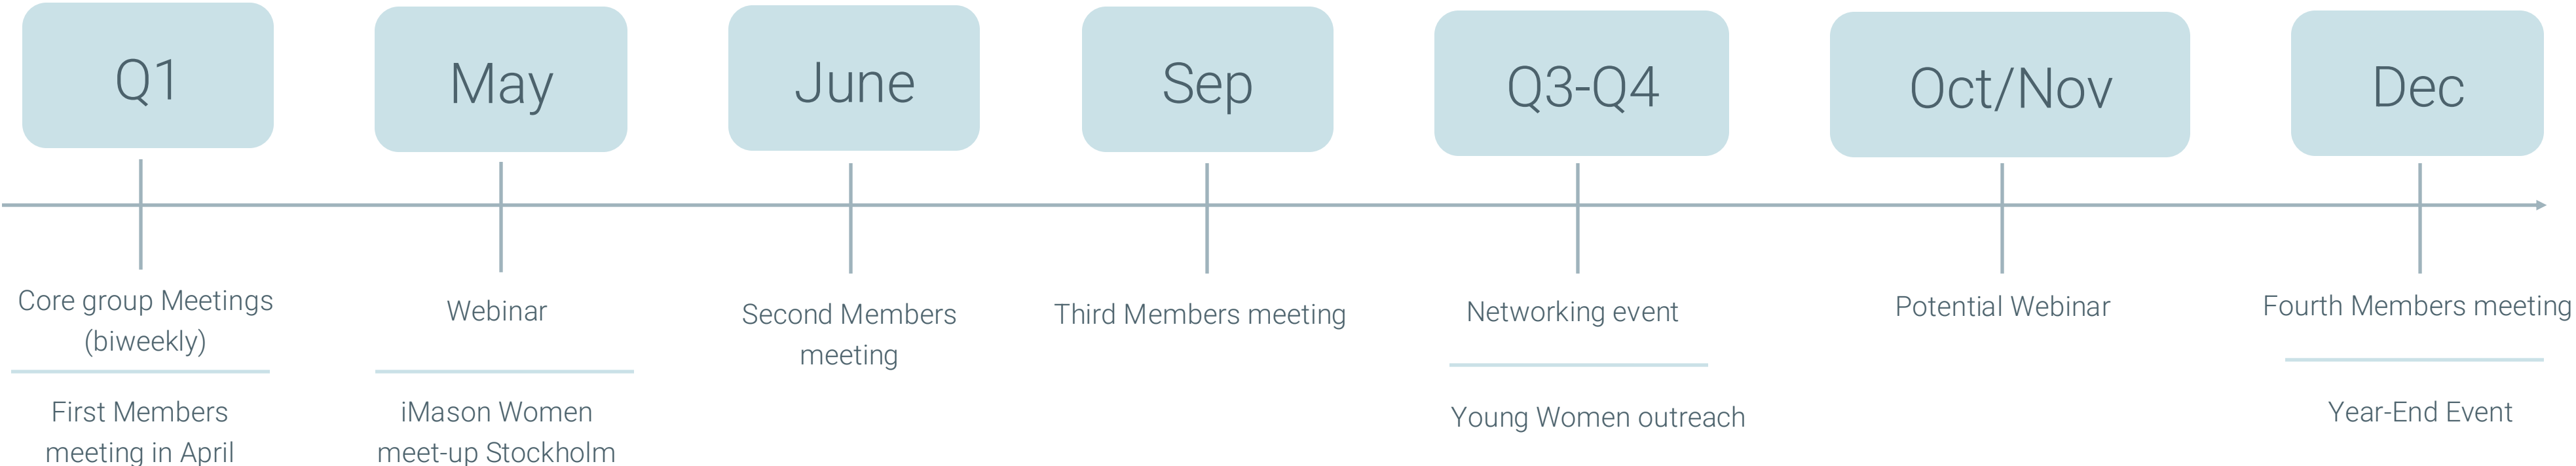 Q1
May
June
Sep
Q3-Q4
Oct/Nov
Dec
Core group Meetings
(biweekly)
First Members
meeting in April
Webinar
iMason Women
meet-up Stockholm
Second Members
meeting
Third Members meeting
Networking event
Young Women outreach
Potential Webinar
Fourth Members meeting
Year-End Event